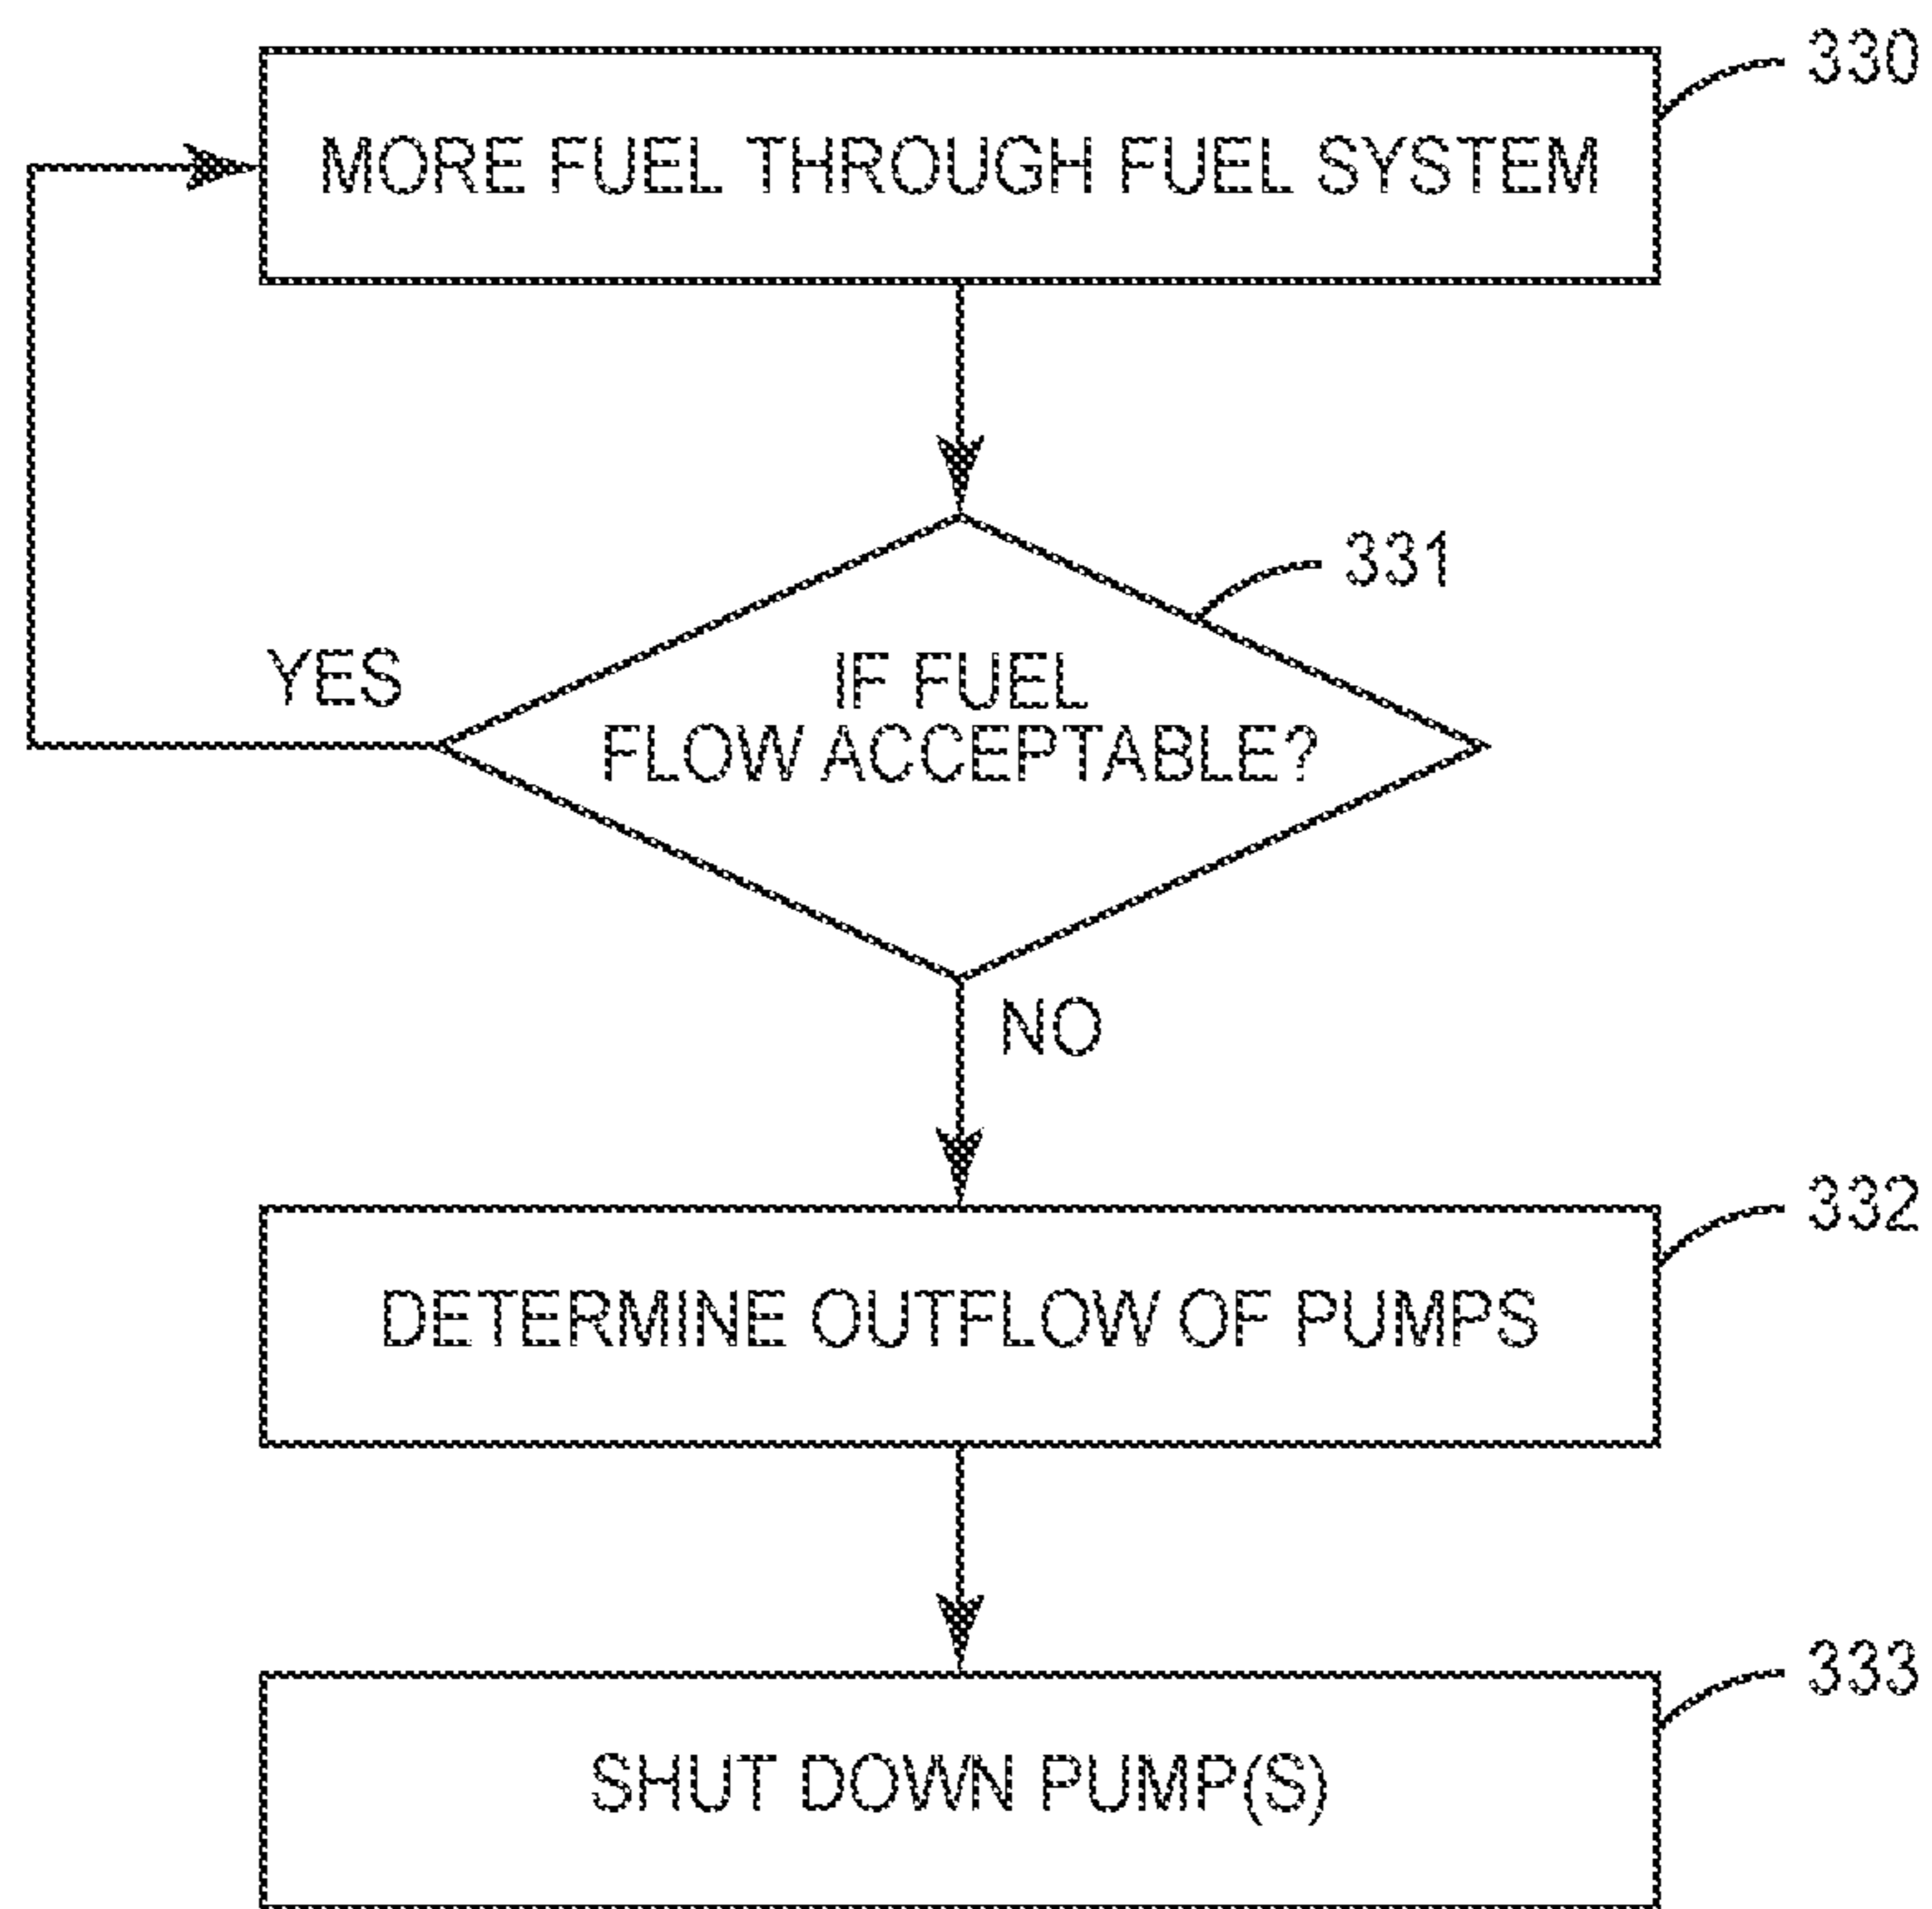 330
MORE FUEL THROUGH FUEL SYSTEM
331
YES
IF FUEL
FLOW ACCEPTABLE?
NO
332
DETERMINE OUTFLOW OF PUMPS
333
SHUT DOWN PUMP(S)